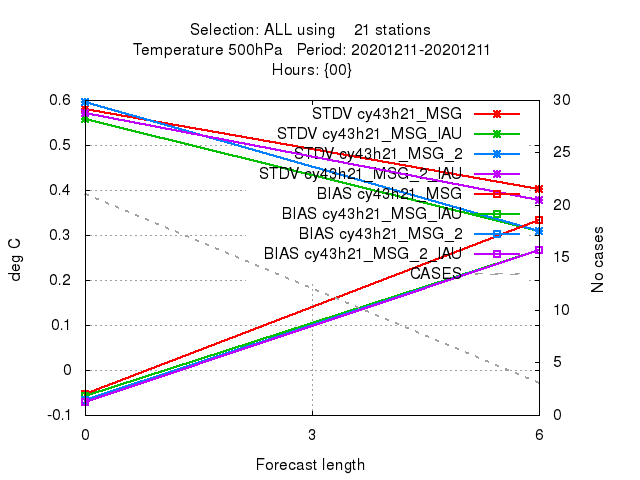 Selection: ALL using 21 stations
Temperature 500hPa Period: 20201211-20201211
Hours: {00}
0.6
0.5
0.4
0.3
0.2
0.1
0
-0.1
deg C
30
25
20
15
10
5
0
No cases
STDV cy43h21_MSG
STDV cy43h21_MSG_IAU
STDV cy43h21_MSG_2
STDV cy43h21_MSG_2_IAU
BIAS cy43h21_MSG
BIAS cy43h21_MSG_IAU
BIAS cy43h21_MSG_2
BIAS cy43h21_MSG_2_IAU
CASES
0
3
6
Forecast length